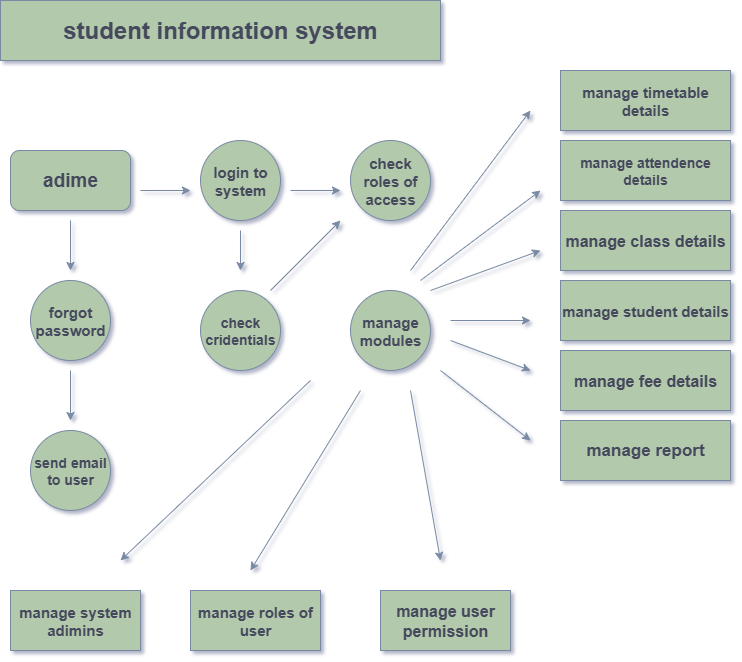 student information system
manage timetable
details
manage attendence
details
adime
login to
system
check
roles of
access
manage class details
forgot
password
check
cridentials
manage
modules
manage student details
manage fee details
manage report
send email
to user
manage system
adimins
manage roles of
user
manage user
permission